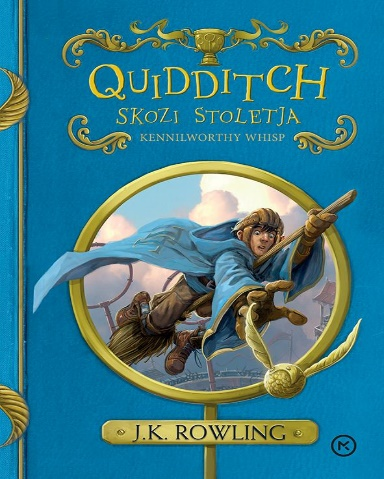 QUIDDITCH
SKOZI STOLETJA
KENNILWORTHY WHISP
J.K. ROWLING